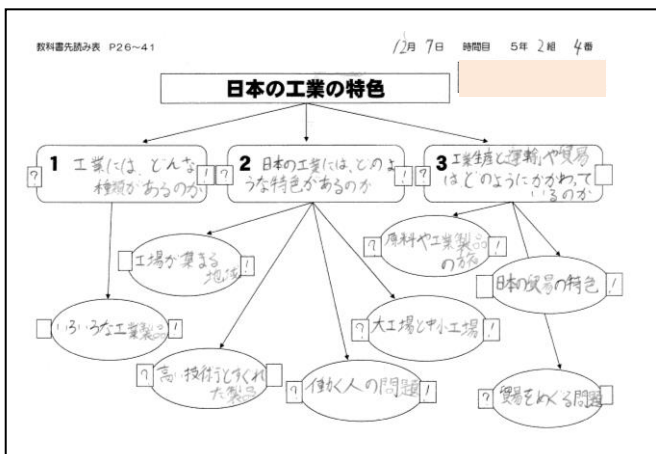 教科書先読み表 P26～41
12月 7日 時間目 5年 2組 4番
日本の工業の特色
? 1 工業には、どんな
種類があるのか !
? 2 日本の工業には、どのよ
うな特色があるのか !
? 3 工業生産と運輸や貿易
はどのようにかかわって
いるのか
工場が集まる
地域 !
? 原料や工業製品
の旅
日本の貿易の特色 !
いろいろな工業製品 !
? 大工場と中小工場 !
? 高い技術とすぐれ
た製品
? 働く人の問題 !
? 貿易をめぐる問題